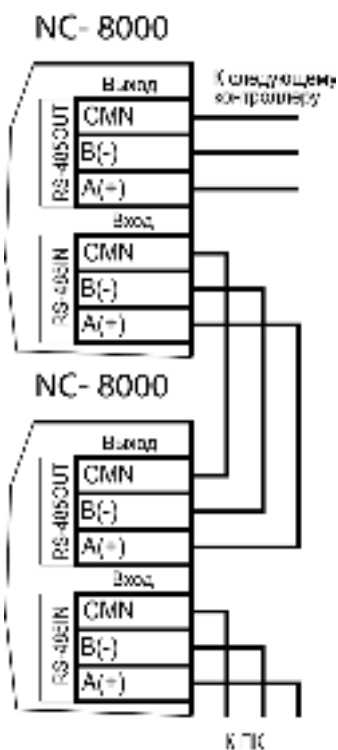 NC- 8000
Выход
К следующему
контроллеру
RS-485OUT
CMN
B(-)
A(+)
Вход
RS-485IN
CMN
B(-)
A(+)
NC- 8000
Выход
RS-485OUT
CMN
B(-)
A(+)
Вход
RS-485IN
CMN
B(-)
A(+)
К ПК